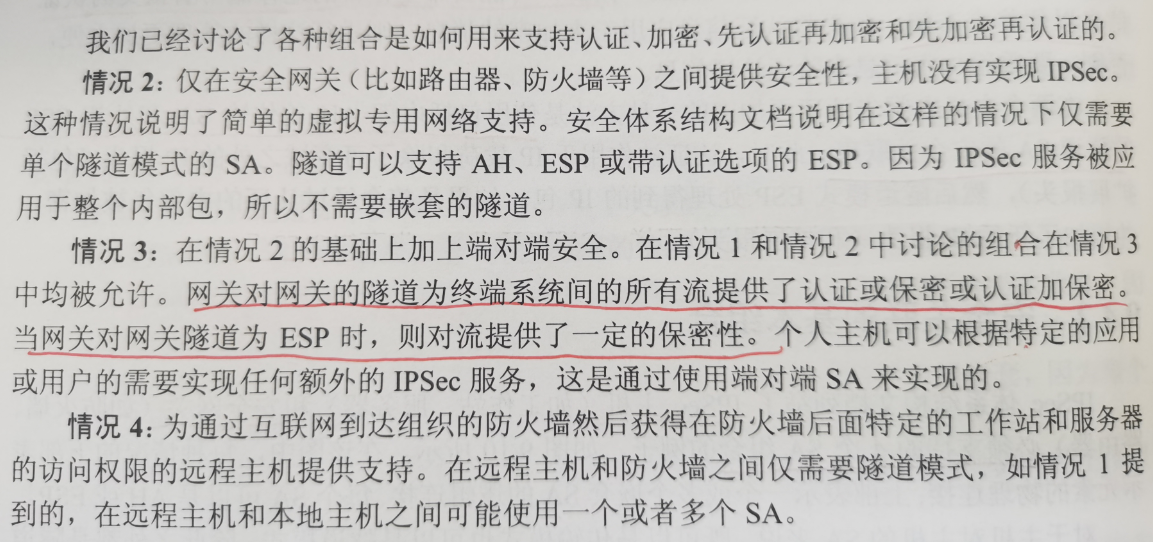 我们已经讨论了各种组合是如何用来支持认证、加密、先认证再加密和先加密再认证的。
情况 2: 仅在安全网关（比如路由器、防火墙等）之间提供安全性，主机没有实现 IPSec。
这种情况说明了简单的虚拟专用网络支持。安全体系结构文档说明在这样的情况下仅需要
单个隧道模式的 SA。隧道可以支持 AH、ESP 或带认证选项的 ESP。因为 IPSec 服务被应
用于整个内部包，所以不需要嵌套的隧道。
情况 3: 在情况 2 的基础上加上端对端安全。在情况 1 和情况 2 中讨论的组合在情况 3
中均被允许。网关对网关的隧道为终端系统间的所有流提供了认证或保密或认证加保密。
当网关对网关隧道为 ESP 时，则对流提供了一定的保密性。个人主机可以根据特定的应用
或用户的需要实现任何额外的 IPSec 服务，这是通过使用端对端 SA 来实现的。
情况 4: 为通过互联网到达组织的防火墙然后获得在防火墙后面特定的工作站和服务器
的访问权限的远程主机提供支持。在远程主机和防火墙之间仅需要隧道模式，如情况 1 提
到的，在远程主机和本地主机之间可能使用一个或者多个 SA。